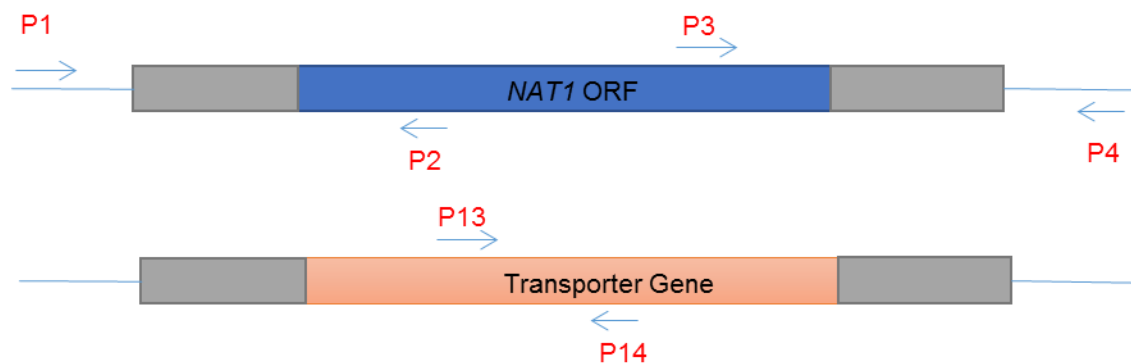 P1
P3
NAT1 ORF
P2
P4
P13
Transporter Gene
P14